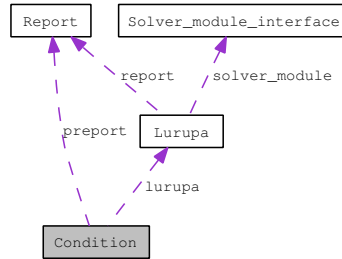 Report
Solver_module_interface
report
solver_module
preport
Lurupa
lurupa
Condition